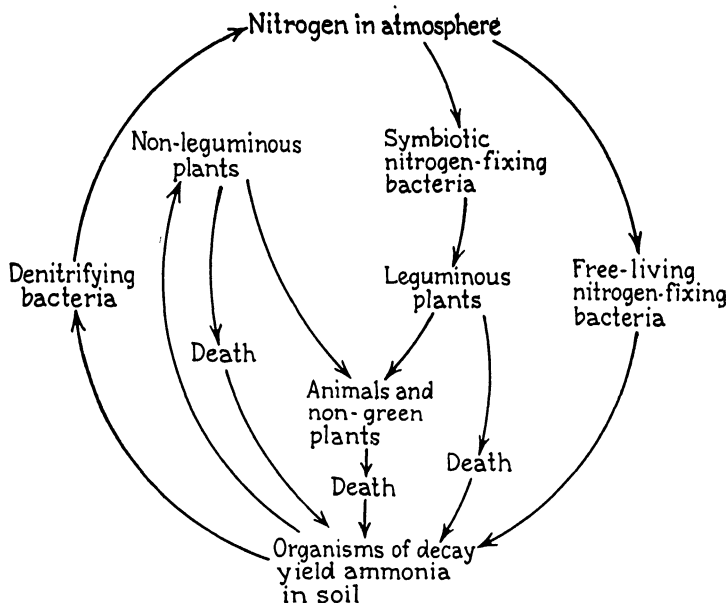 Nitrogen in atmosphere
Non-leguminous
plants
Symbiotic
nitrogen-fixing
bacteria
Denitrifying
bacteria
Leguminous
plants
Free-living
nitrogen-fixing
bacteria
Death
Animals and
non-green
plants
Death
Death
Organisms of decay
yield ammonia
in soil